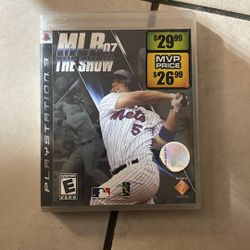 MLB 07
THE SHOW
$29.99
MVP
PRICE
$26.99
PLAYSTATION 3
Mets
5
E